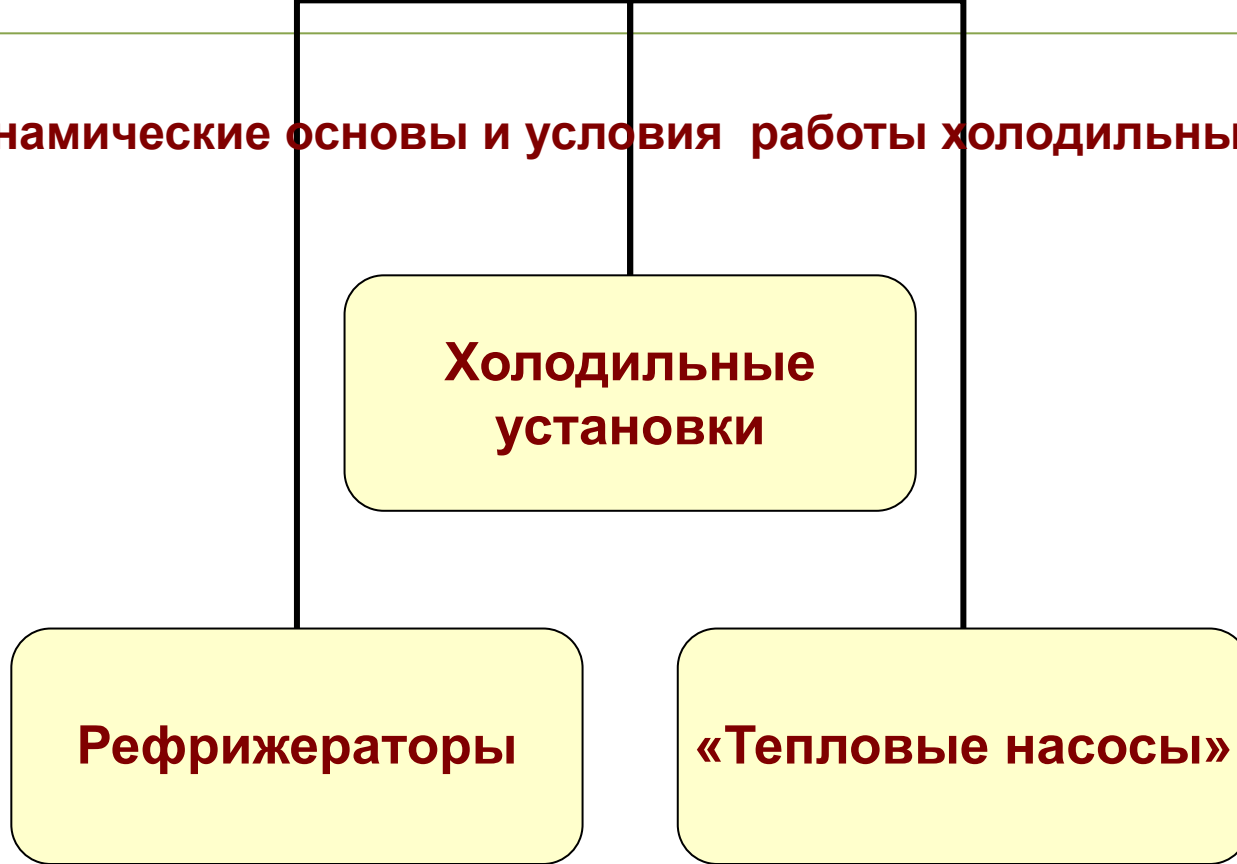 намические основы и условия работы холодильны
Холодильные
установки
Рефрижераторы
«Тепловые насосы»